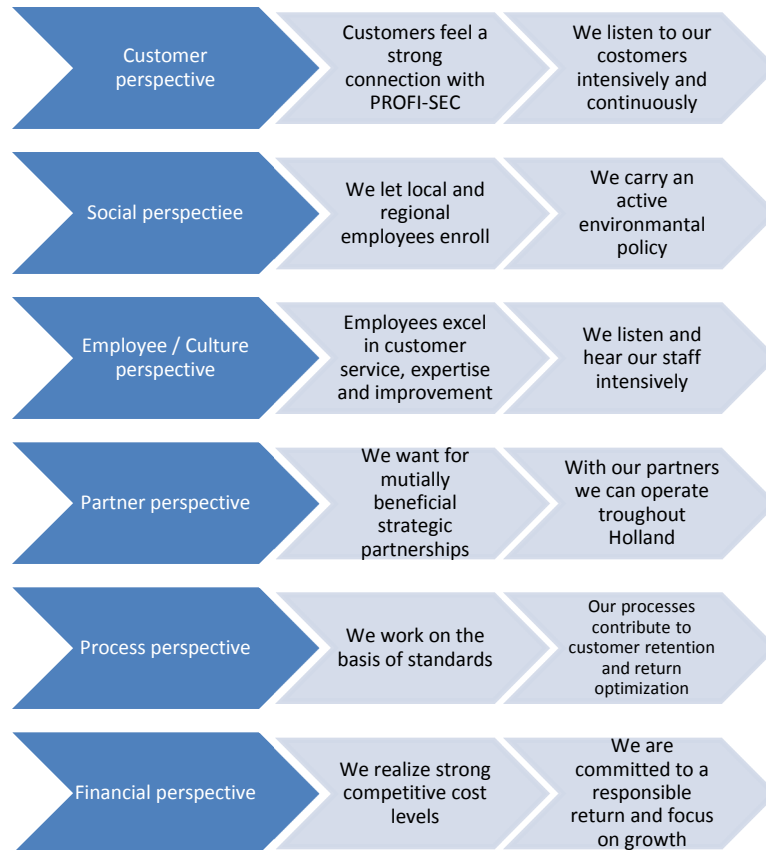 Customer
perspective
Customers feel a
strong
connection with
PROFI-SEC
We listen to our
costomers
intensively and
continuously
Social perspectiee
We let local and
regional
employees enroll
We carry an
active
environmantal
policy
Employee / Culture
perspective
Employees excel
in customer
service, expertise
and improvement
We listen and
hear our staff
intensively
Partner perspective
We want for
mutially
beneficial
strategic
partnerships
With our partners
we can operate
troughout
Holland
Process perspective
We work on the
basis of standards
Our processes
contribute to
customer retention
and return
optimization
Financial perspective
We realize strong
competitive cost
levels
We are
committed to a
responsible
return and focus
on growth